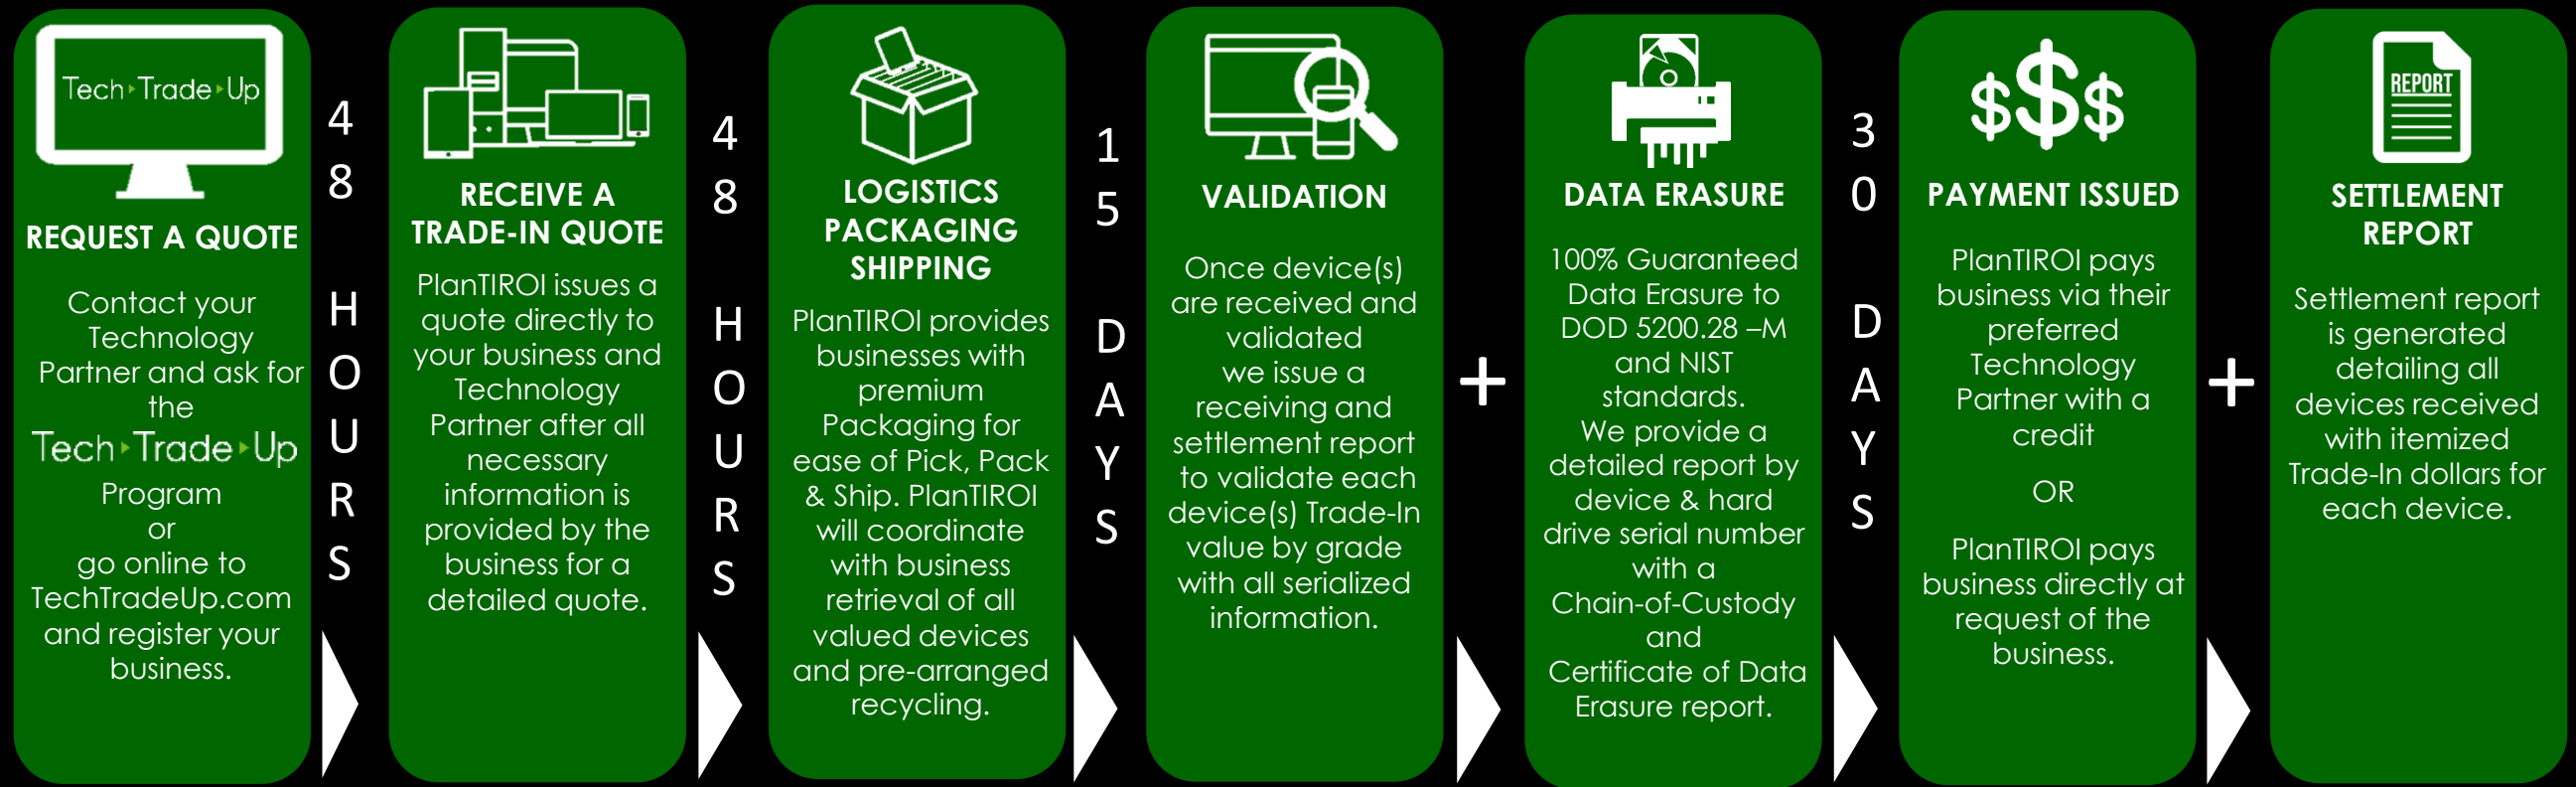 Tech Trade Up
REQUEST A QUOTE
Contact your
Technology
Partner and ask for
the
Tech Trade Up
Program
or
go online to
TechTradeUp.com
and register your
business.
48 HOURS
RECEIVE A
TRADE-IN QUOTE
PlanTIROI issues a
quote directly to
your business and
Technology
Partner after all
necessary
information is
provided by the
business for a
detailed quote.
48 HOURS
LOGISTICS
PACKAGING
SHIPPING
PlanTIROI provides
businesses with
premium
Packaging for
ease of Pick, Pack
& Ship. PlanTIROI
will coordinate
with business
retrieval of all
valued devices
and pre-arranged
recycling.
15 DAYS
VALIDATION
Once device(s)
are received and
validated
we issue a
receiving and
settlement report
to validate each
device(s) Trade-In
value by grade
with all serialized
information.
+
DATA ERASURE
100% Guaranteed
Data Erasure to
DOD 5200.28 –M
and NIST
standards.
We provide a
detailed report by
device & hard
drive serial number
with a
Chain-of-Custody
and
Certificate of Data
Erasure report.
30 DAYS
$$$
PAYMENT ISSUED
PlanTIROI pays
business via their
preferred
Technology
Partner with a
credit
OR
PlanTIROI pays
business directly at
request of the
business.
+
REPORT
SETTLEMENT
REPORT
Settlement report
is generated
detailing all
devices received
with itemized
Trade-In dollars for
each device.